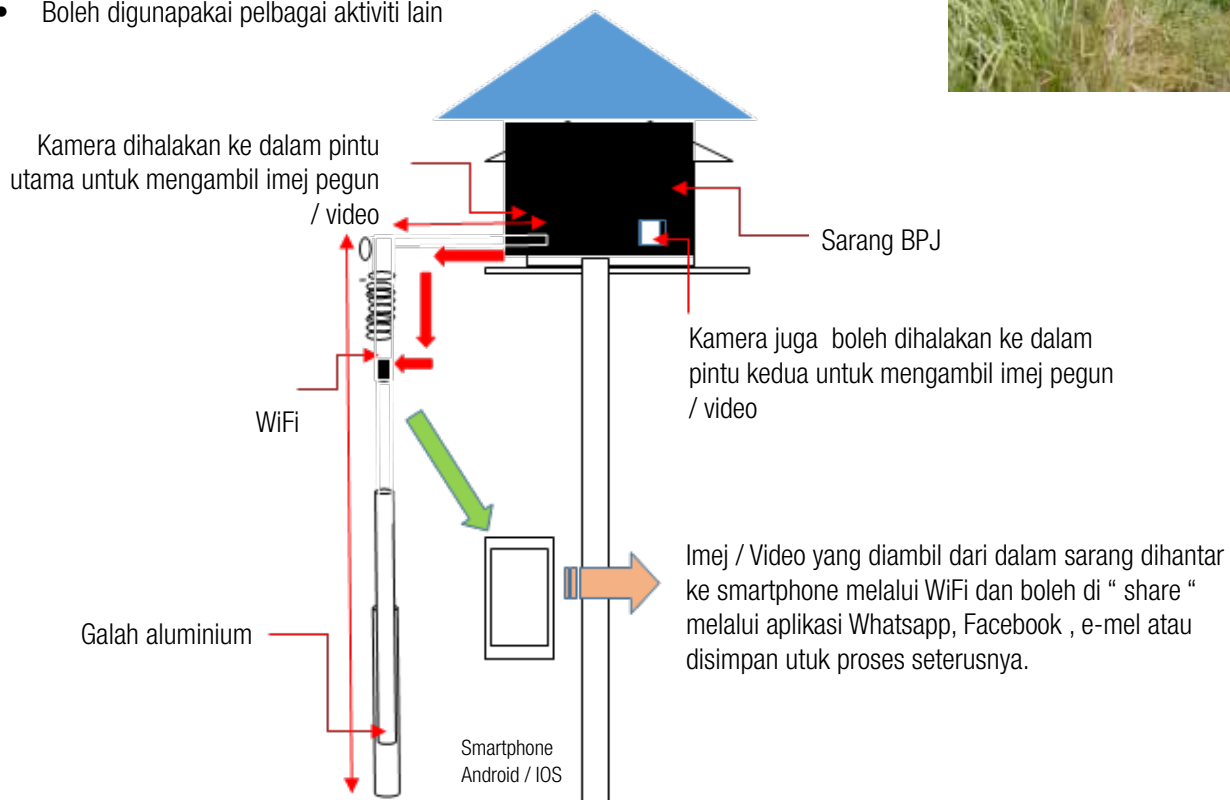 • Boleh digunapakai pelbagai aktiviti lain
Kamera dihalakan ke dalam pintu
utama untuk mengambil imej pegun
/ video
Sarang BPJ
Kamera juga boleh dihalakan ke dalam
pintu kedua untuk mengambil imej pegun
/ video
WiFi
Imej / Video yang diambil dari dalam sarang dihantar
ke smartphone melalui WiFi dan boleh di “ share “
melalui aplikasi Whatsapp, Facebook , e-mel atau
disimpan utuk proses seterusnya.
Galah aluminium
Smartphone
Android / IOS